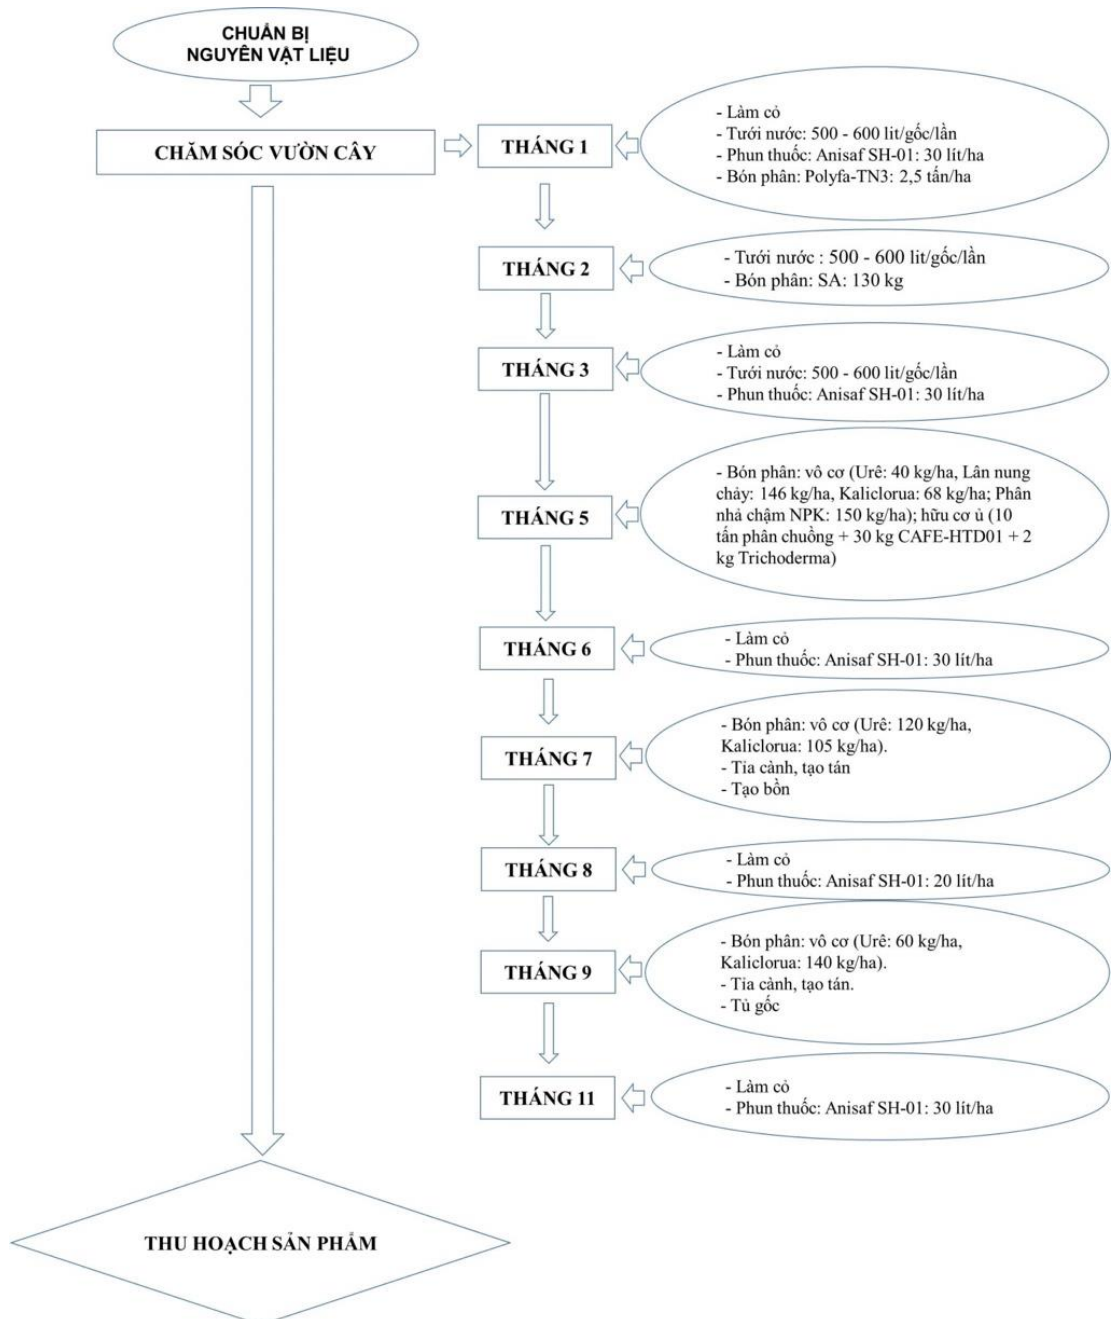 CHUẨN BỊ
NGUYÊN VẬT LIỆU
CHĂM SÓC VƯỜN CÂY
THÁNG 1
- Làm cỏ
- Tưới nước: 500 - 600 lit/gốc/lần
- Phun thuốc: Anisaf SH-01: 30 lít/ha
- Bón phân: Polyfa-TN3: 2,5 tấn/ha
THÁNG 2
- Tưới nước : 500 - 600 lit/gốc/lần
- Bón phân: SA: 130 kg
THÁNG 3
- Làm cỏ
- Tưới nước: 500 - 600 lit/gốc/lần
- Phun thuốc: Anisaf SH-01: 30 lít/ha
THÁNG 5
- Bón phân: vô cơ (Urê: 40 kg/ha, Lân nung
chảy: 146 kg/ha, Kaliclorua: 68 kg/ha; Phân
nhả chậm NPK: 150 kg/ha); hữu cơ ủ (10
tấn phân chuồng + 30 kg CAFE-HTD01 + 2
kg Trichoderma)
THÁNG 6
- Làm cỏ
- Phun thuốc: Anisaf SH-01: 30 lít/ha
THÁNG 7
- Bón phân: vô cơ (Urê: 120 kg/ha,
Kaliclorua: 105 kg/ha).
- Tỉa cành, tạo tán
- Tạo bồn
THÁNG 8
- Làm cỏ
- Phun thuốc: Anisaf SH-01: 20 lít/ha
THÁNG 9
- Bón phân: vô cơ (Urê: 60 kg/ha,
Kaliclorua: 140 kg/ha).
- Tỉa cành, tạo tán.
- Tủ gốc
THÁNG 11
- Làm cỏ
- Phun thuốc: Anisaf SH-01: 30 lít/ha
THU HOẠCH SẢN PHẨM